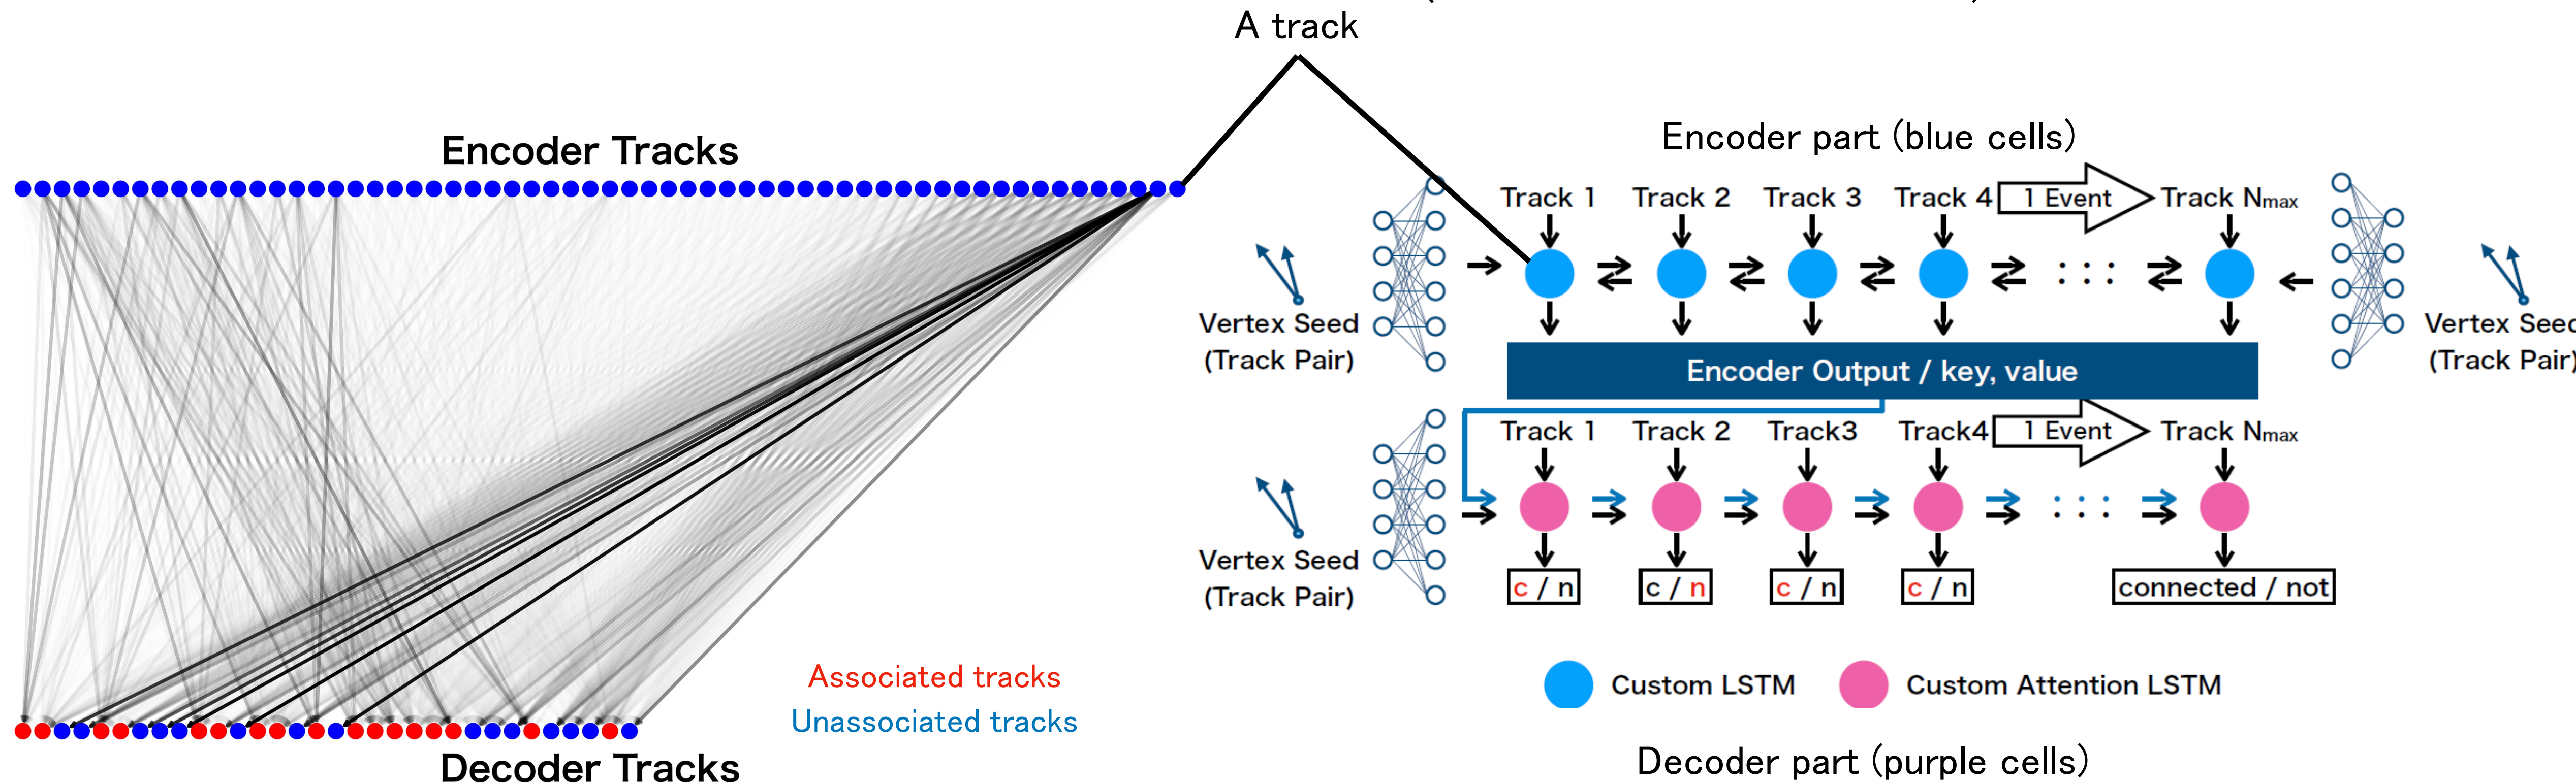 A track
Encoder Tracks
Associated tracks
Unassociated tracks
Decoder Tracks
Encoder part (blue cells)
Track 1 Track 2 Track 3 Track 4 1 Event Track Nmax
Vertex Seed
(Track Pair)
Vertex Seed
(Track Pair)
Encoder Output / key, value
Track 1 Track 2 Track3 Track4 1 Event Track Nmax
Vertex Seed
(Track Pair)
c / n c / n c / n c / n connected / not
Custom LSTM Custom Attention LSTM
Decoder part (purple cells)